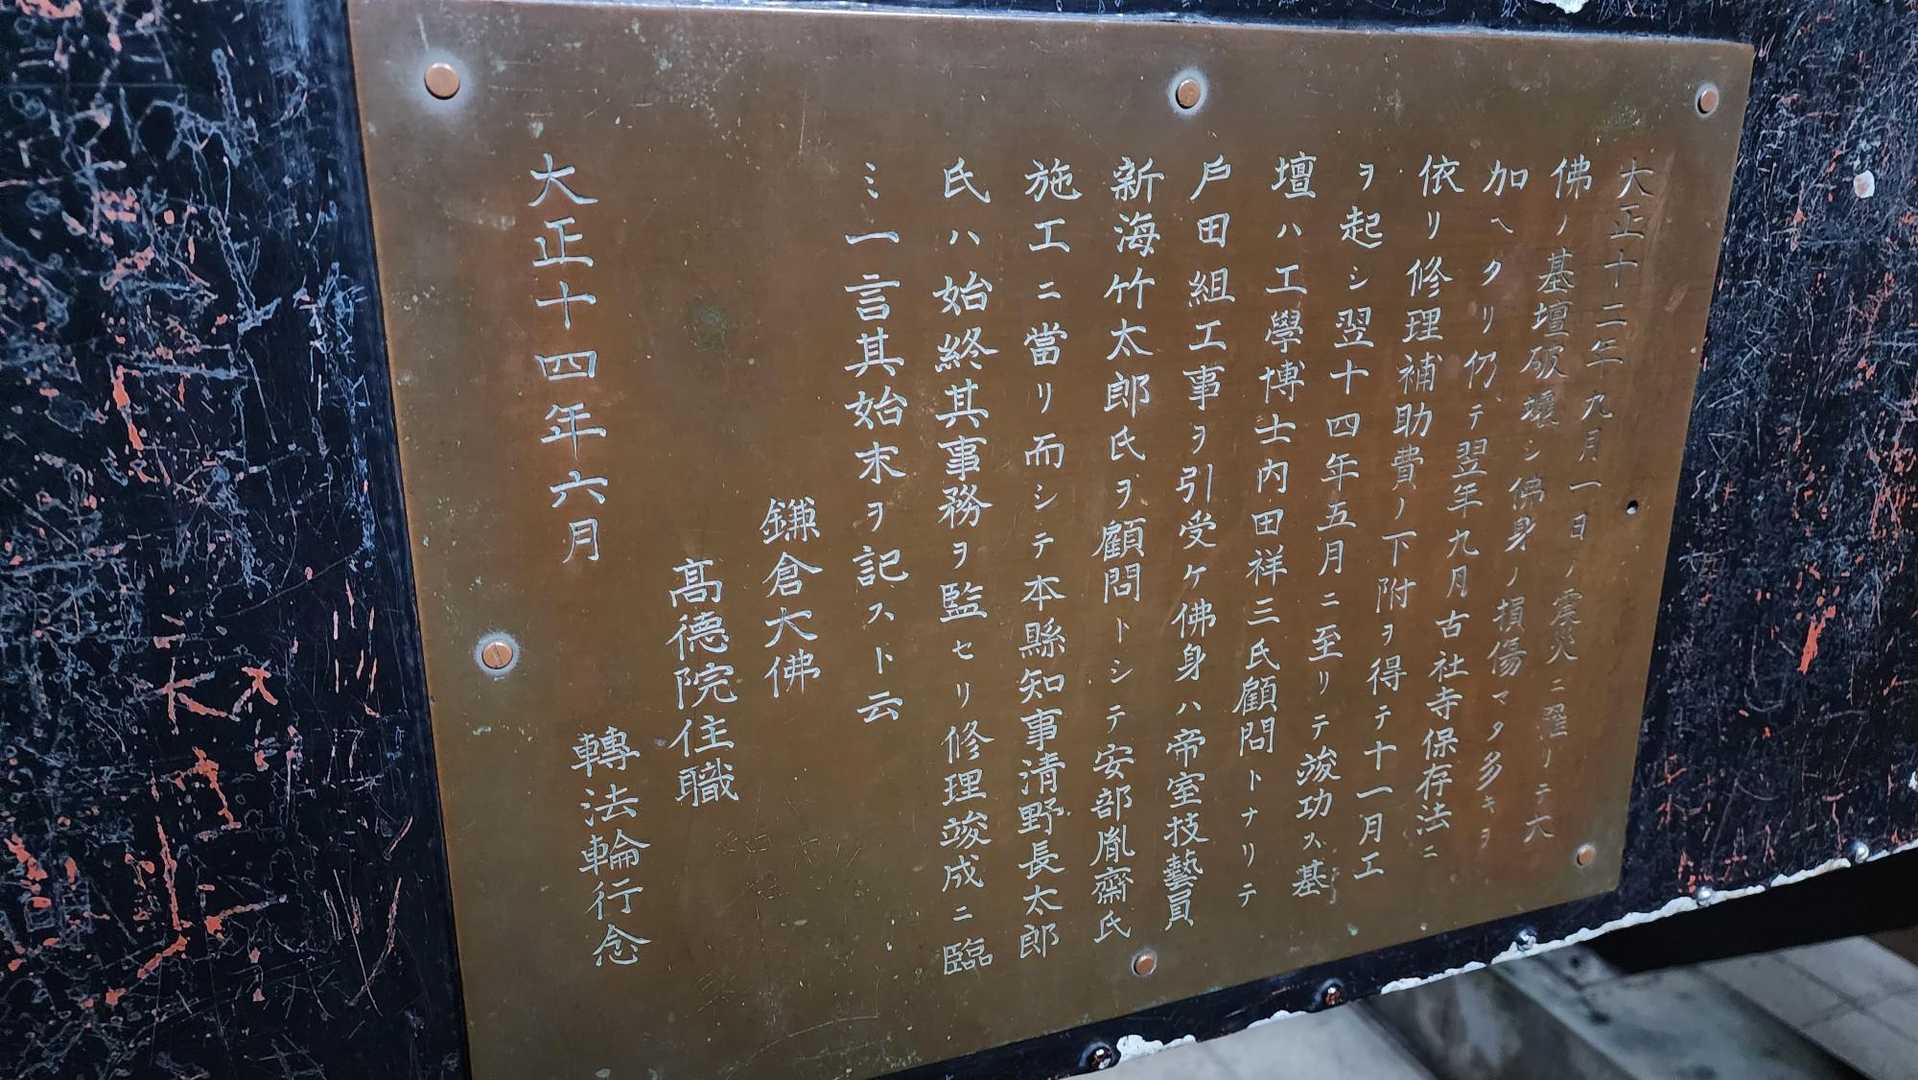 大正十二年九月一日ノ震災ニ罹リテ大
佛ノ基壇破壞シ佛身ノ損傷マタ多キヲ
加ヘタリ仍テ翌年九月古社寺保存法ニ
依リ修理補助費ノ下附ヲ得テ十一月工
ヲ起シ翌十四年五月ニ至リテ竣功ス基
壇ハ工學博士内田祥三氏顧問トナリテ
戶田組工事ヲ引受ケ佛身ハ帝室技藝員
新海竹太郎氏ヲ顧問トシテ安部胤齋氏
施工ニ當リ而シテ本縣知事清野長太郎
氏ハ始終其事務ヲ監セリ修理竣成ニ臨
ミ一言其始末ヲ記スト云
鎌倉大佛
髙德院住職
轉法輪行念
大正十四年六月